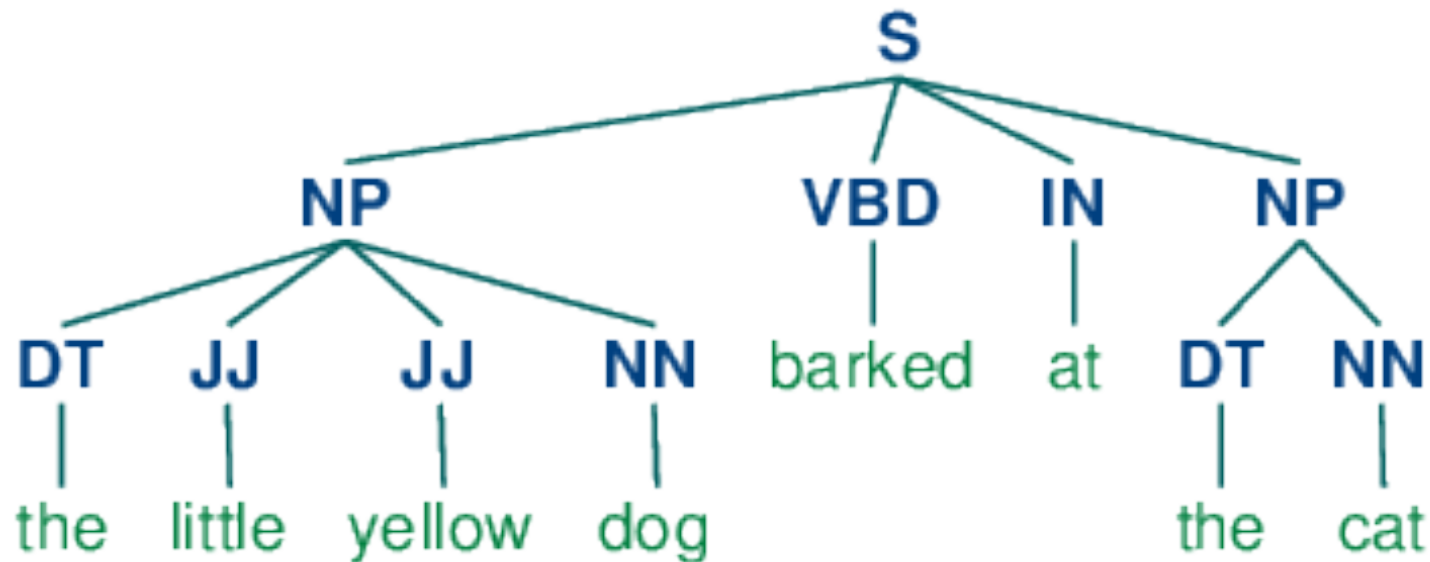 S
NP VBD IN NP
DT JJ JJ NN barked at DT NN
the little yellow dog the cat